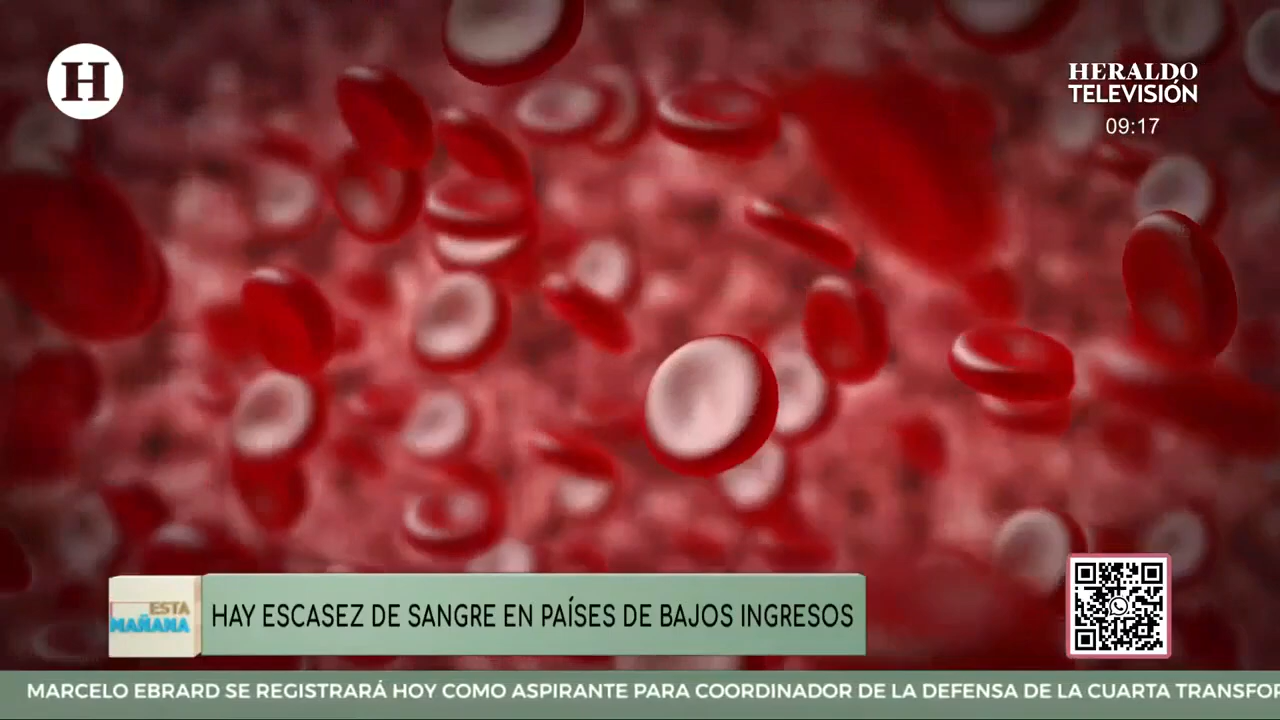 H
HERALDO
TELEVISIÓN
09:17
ESTA
MAÑANA
HAY ESCASEZ DE SANGRE EN PAÍSES DE BAJOS INGRESOS
MARCELO EBRARD SE REGISTRARÁ HOY COMO ASPIRANTE PARA COORDINADOR DE LA DEFENSA DE LA CUARTA TRANSFOR